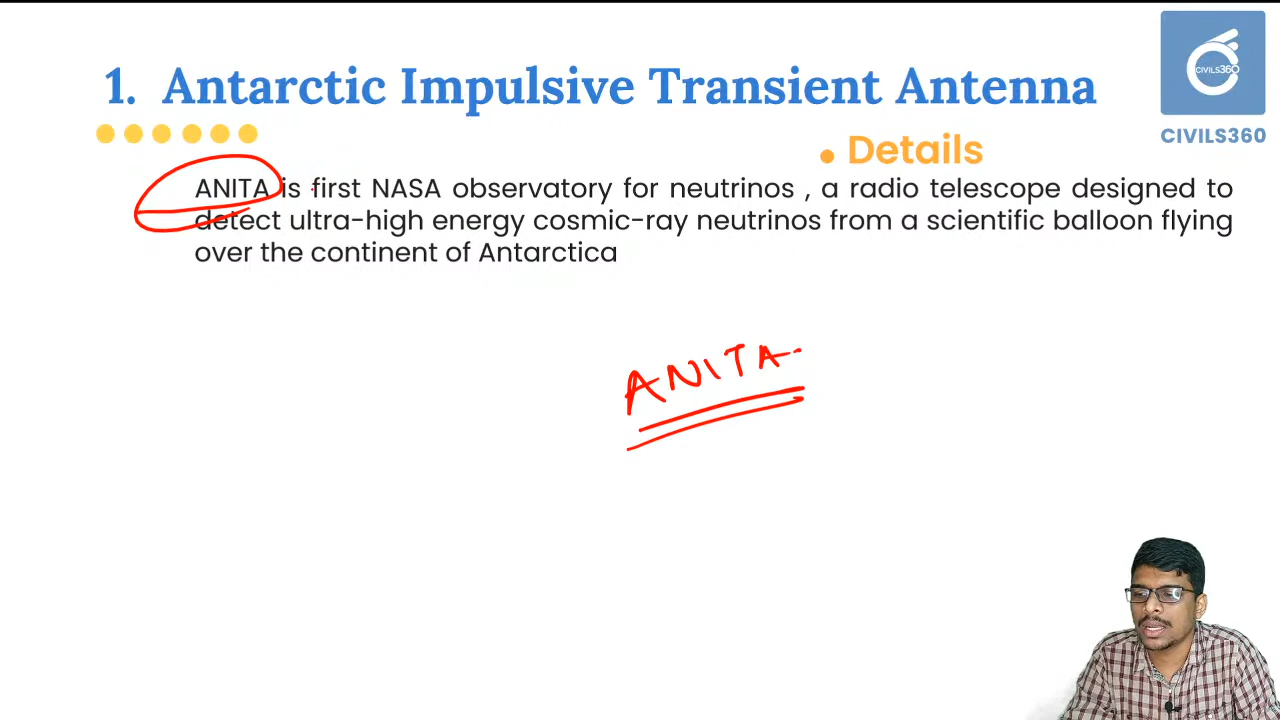 1. Antarctic Impulsive Transient Antenna
CIVILS360
CIVILS360
• Details
ANITA is first NASA observatory for neutrinos , a radio telescope designed to
detect ultra-high energy cosmic-ray neutrinos from a scientific balloon flying
over the continent of Antarctica
ANITA